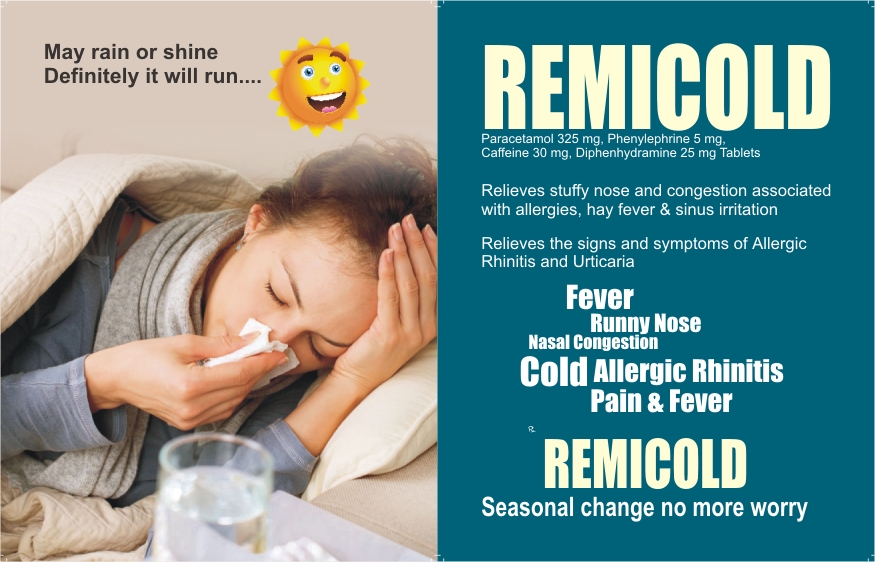 May rain or shine
Definitely it will run....
REMICOLD
Paracetamol 325 mg, Phenylephrine 5 mg,
Caffeine 30 mg, Diphenhydramine 25 mg Tablets
Relieves stuffy nose and congestion associated
with allergies, hay fever & sinus irritation
Relieves the signs and symptoms of Allergic
Rhinitis and Urticaria
Fever
Runny Nose
Nasal Congestion
Cold Allergic Rhinitis
Pain & Fever
REMICOLD
Seasonal change no more worry